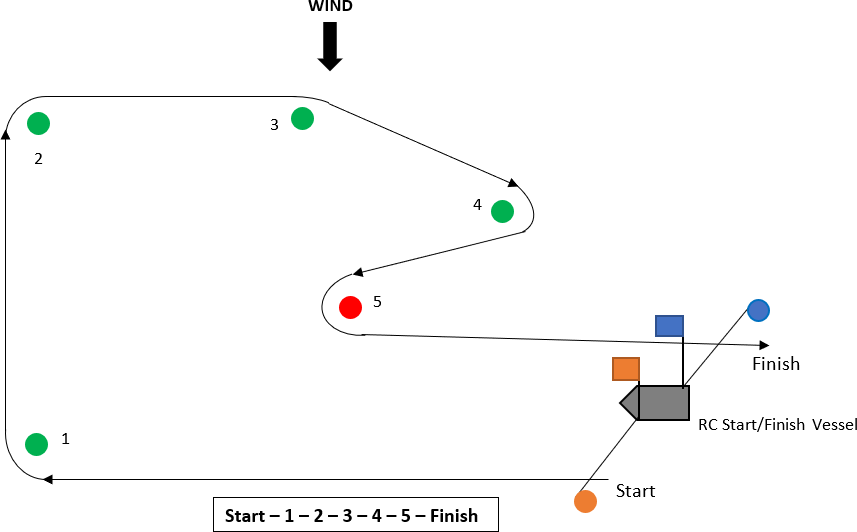 WIND
3
2
4
5
Finish
RC Start/Finish Vessel
1
Start
Start – 1 – 2 – 3 – 4 – 5 – Finish